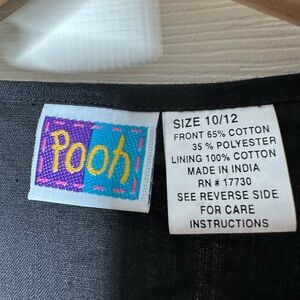 Pooh
SIZE 10/12
FRONT 65% COTTON
35% POLYESTER
LINING 100% COTTON
MADE IN INDIA
RN # 17730
SEE REVERSE SIDE
FOR CARE
INSTRUCTIONS